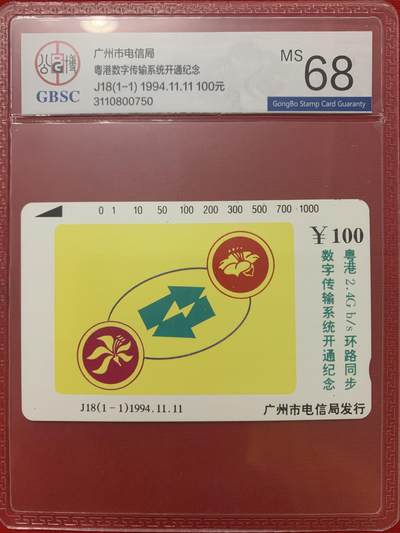 公博
GBSC
广州市电信局
粤港数字传输系统开通纪念
J18(1-1) 1994.11.11 100元
3110800750
MS 68
GongBo Stamp Card Guaranty
0 1 10 50 100 200 300 500 700 1000
¥100
粤港2.4Gb/s环路同步
数字传输系统开通纪念
J18(1-1)1994.11.11
广州市电信局发行